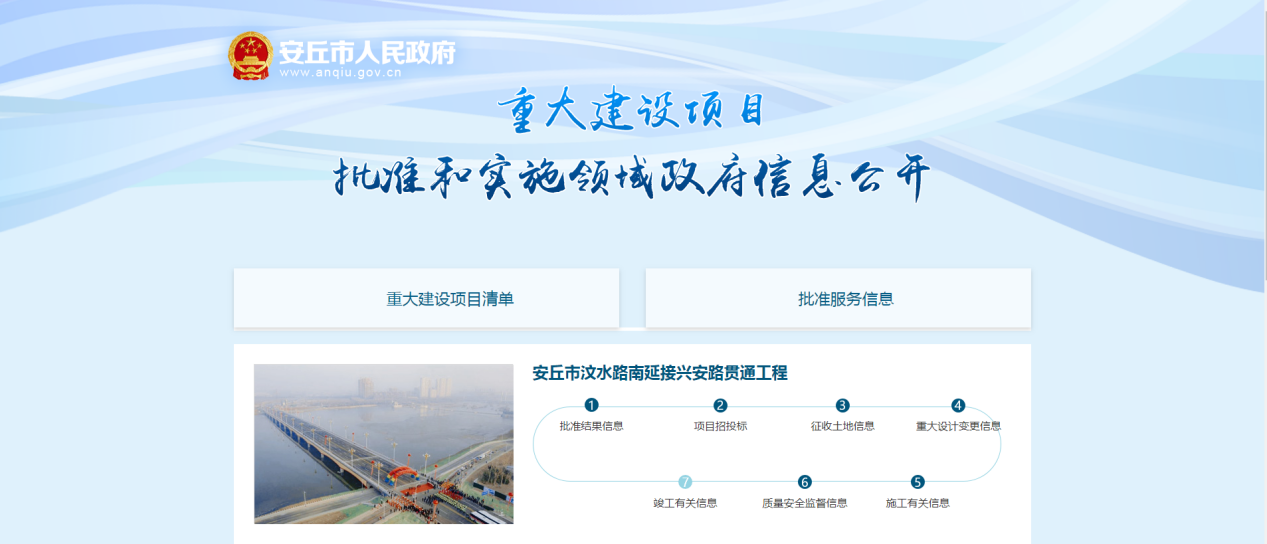 安丘市人民政府
www.anqiu.gov.cn
重大建设项目
批准和实施领域政府信息公开
重大建设项目清单 批准服务信息
安丘市汶水路南延接兴安路贯通工程
1 2 3 4
批准结果信息 项目招投标 征收土地信息 重大设计变更信息
7 6 5
竣工有关信息 质量安全监督信息 施工有关信息